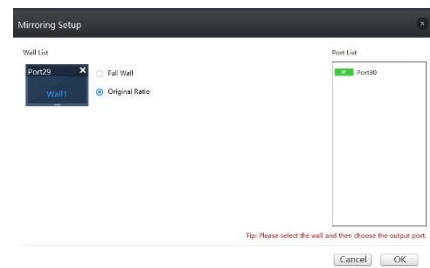 Mirroring Setup
Wall List
Port List
Port29
Full Wall
Original Ratio
Wall1
Port30
Tip: Please select the wall and then choose the output port.
Cancel
OK